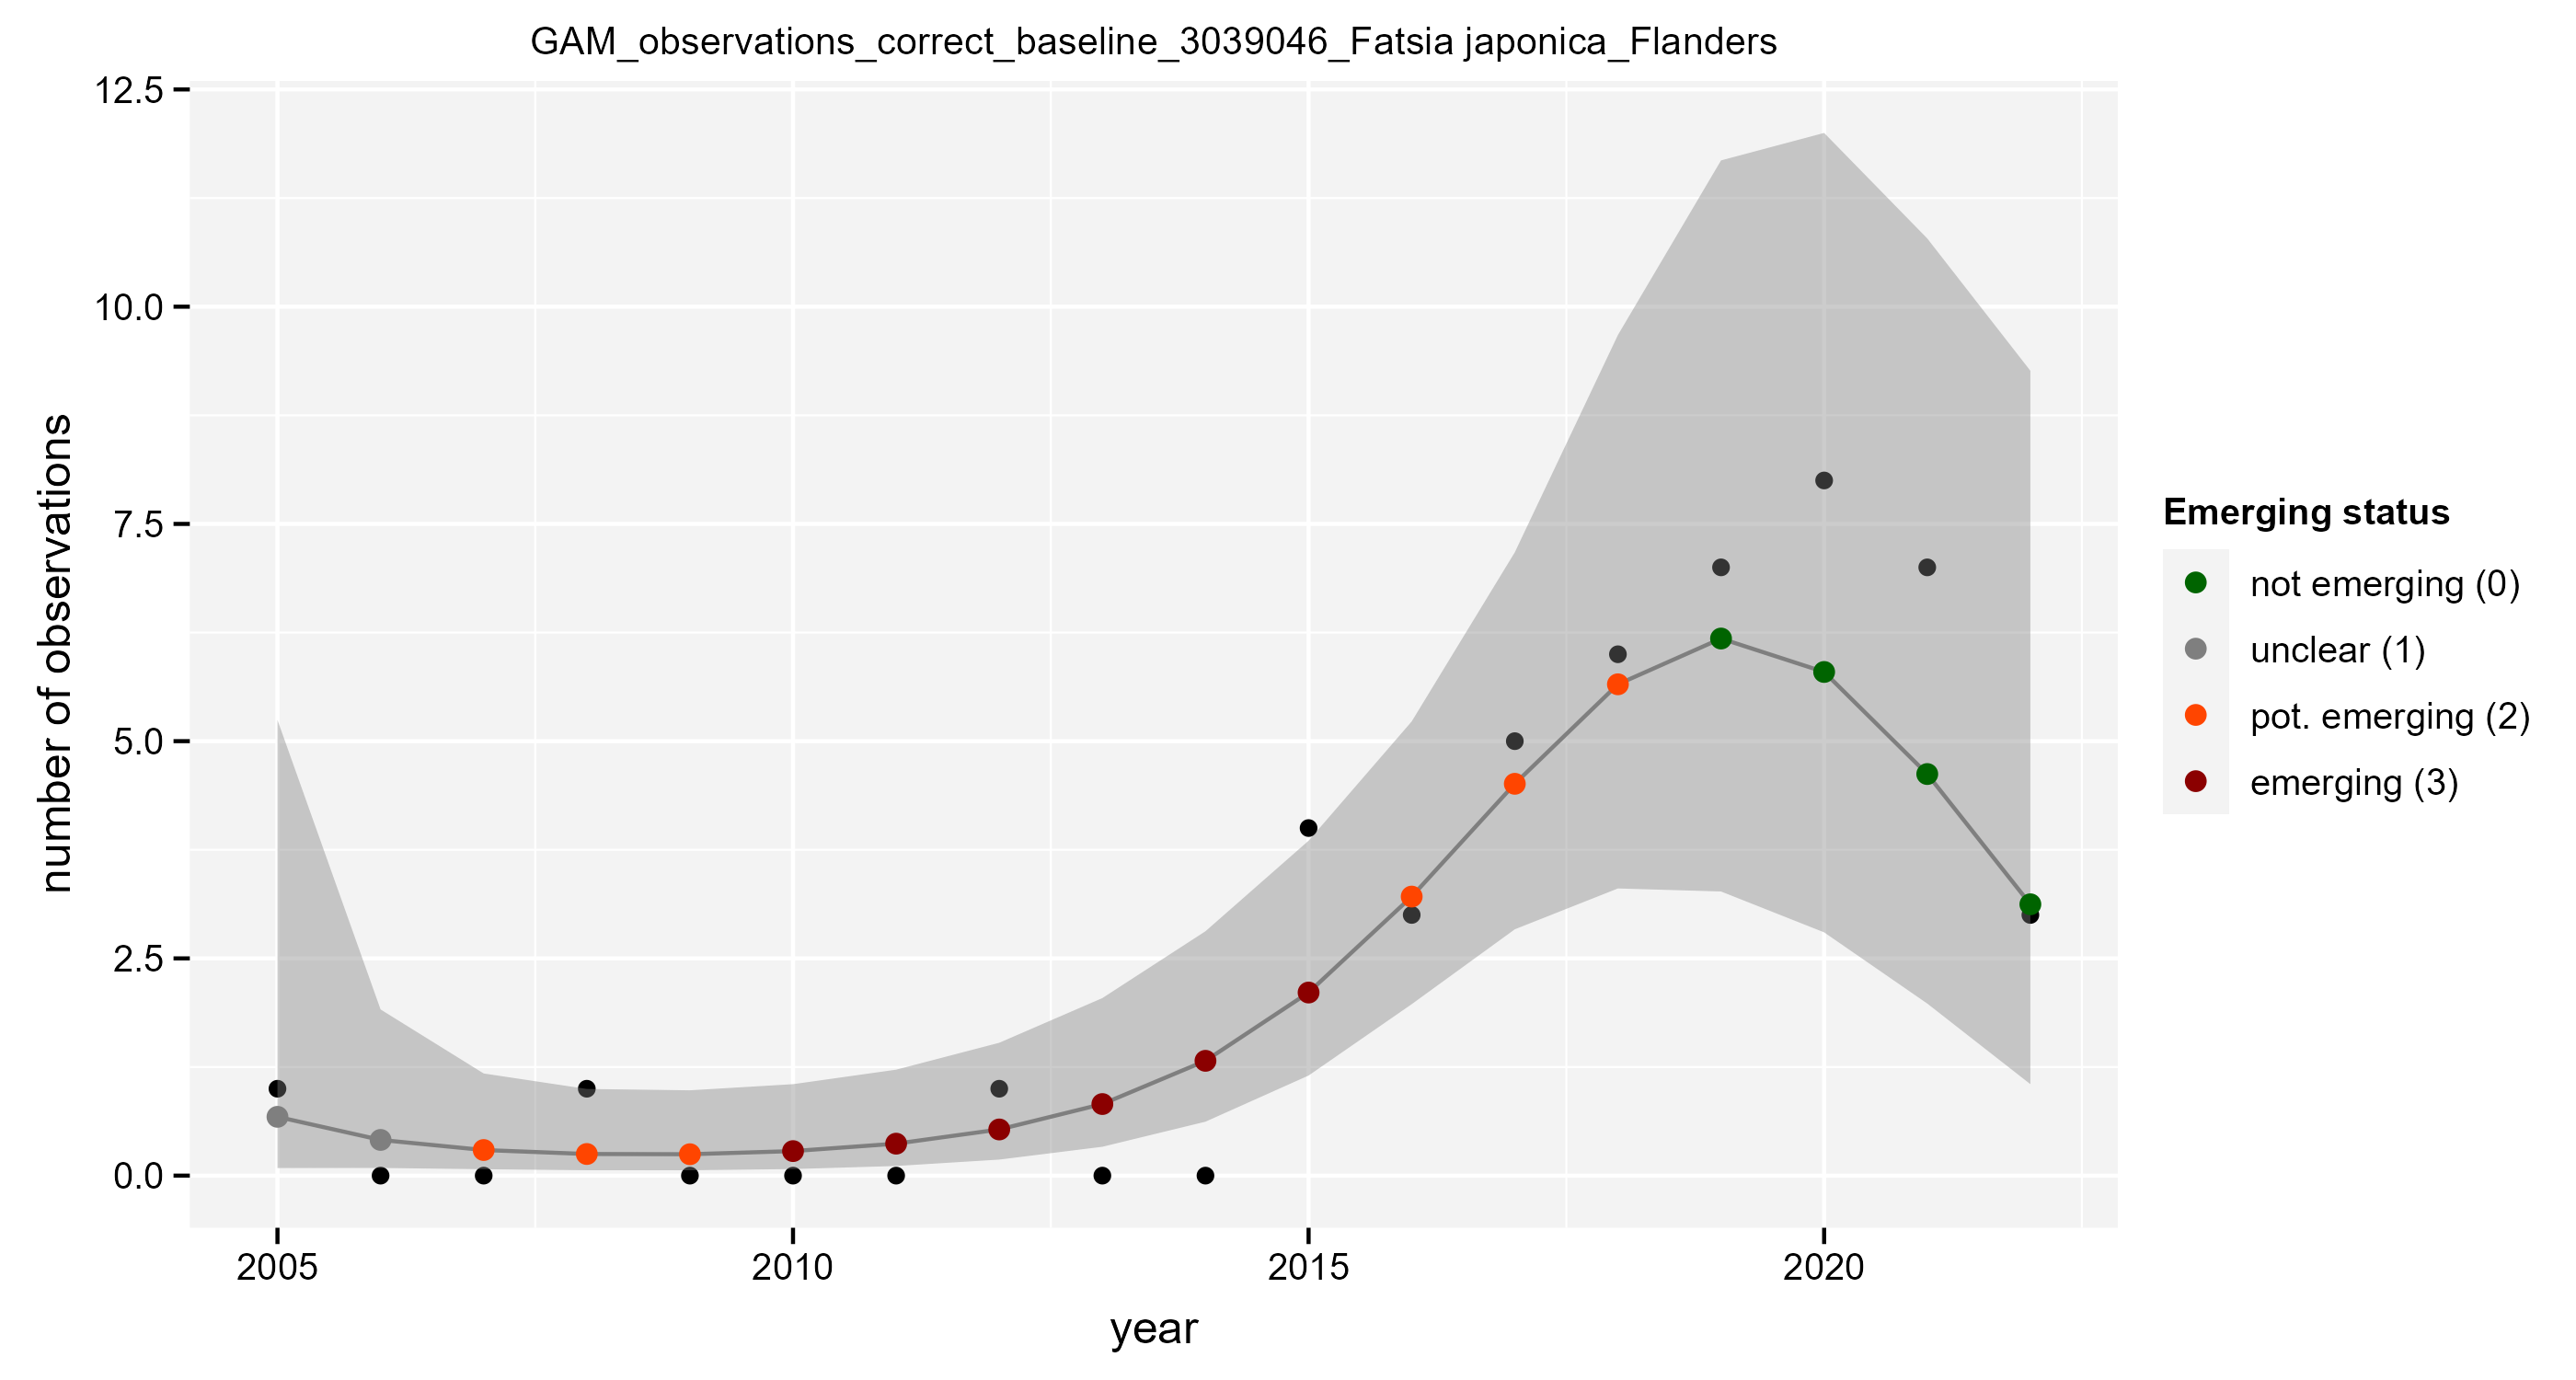 GAM_observations_correct_baseline_3039046_Fatsia japonica_Flanders
number of observations
12.5
10.0
7.5
5.0
2.5
0.0
2005
2010
2015
2020
year
Emerging status
not emerging (0)
unclear (1)
pot. emerging (2)
emerging (3)